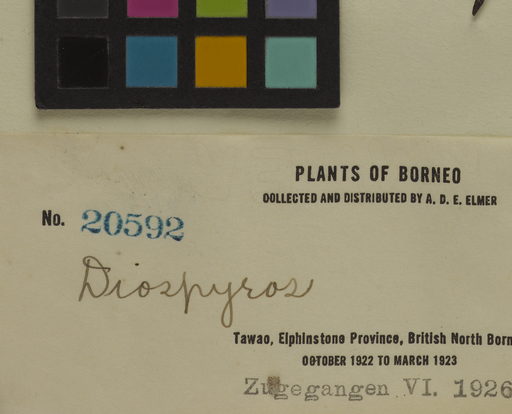 PLANTS OF BORNEO
COLLECTED AND DISTRIBUTED BY A. D. E. ELMER
No. 20592
Diospyros
Tawao, Elphinstone Province, British North Born
OCTOBER 1922 TO MARCH 1923
Zugegangen VI. 1926